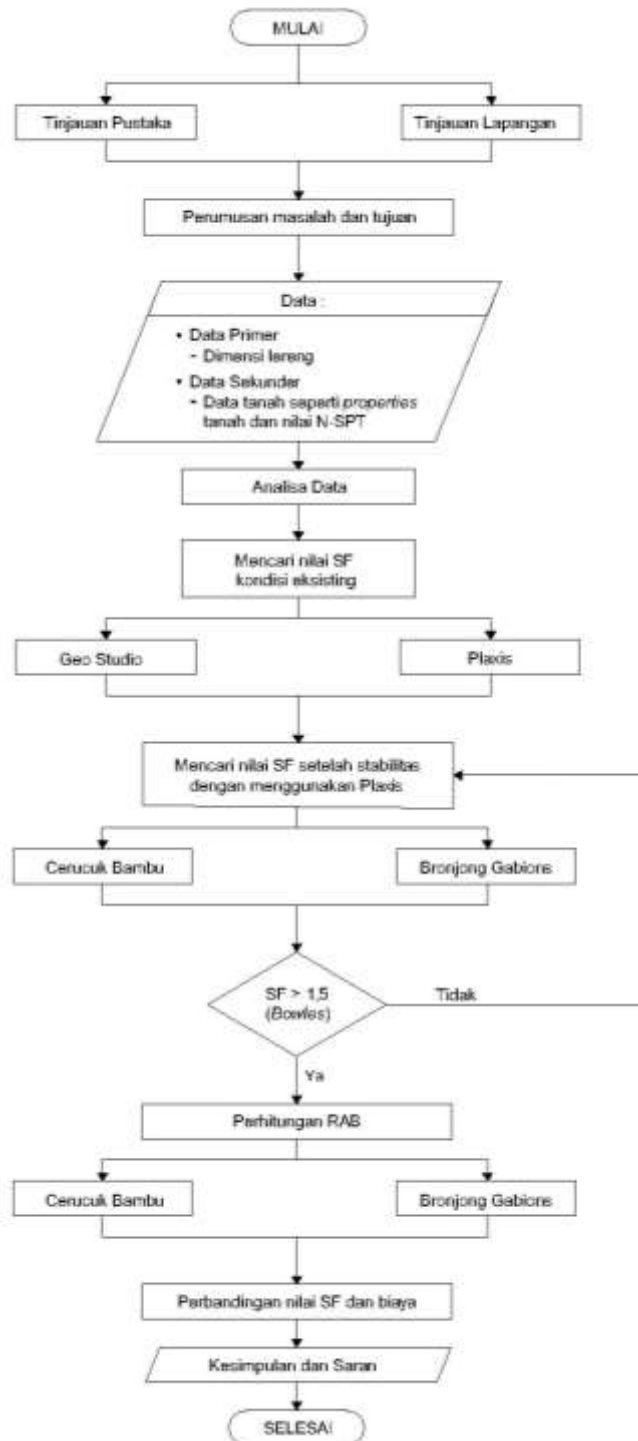 MULAI
Tinjauan Pustaka
Tinjauan Lapangan
Perumusan masalah dan tujuan
Data :
• Data Primer
- Dimensi lereng
• Data Sekunder
- Data tanah seperti properties
tanah dan nilai N-SPT
Analisa Data
Mencari nilai SF
kondisi eksisting
Geo Studio
Plaxis
Mencari nilai SF setelah stabilitas
dengan menggunakan Plaxis
Cerucuk Bambu
Bronjong Gabions
SF > 1,5
(Bowles)
Tidak
Ya
Perhitungan RAB
Cerucuk Bambu
Bronjong Gabions
Perbandingan nilai SF dan biaya
Kesimpulan dan Saran
SELESAI